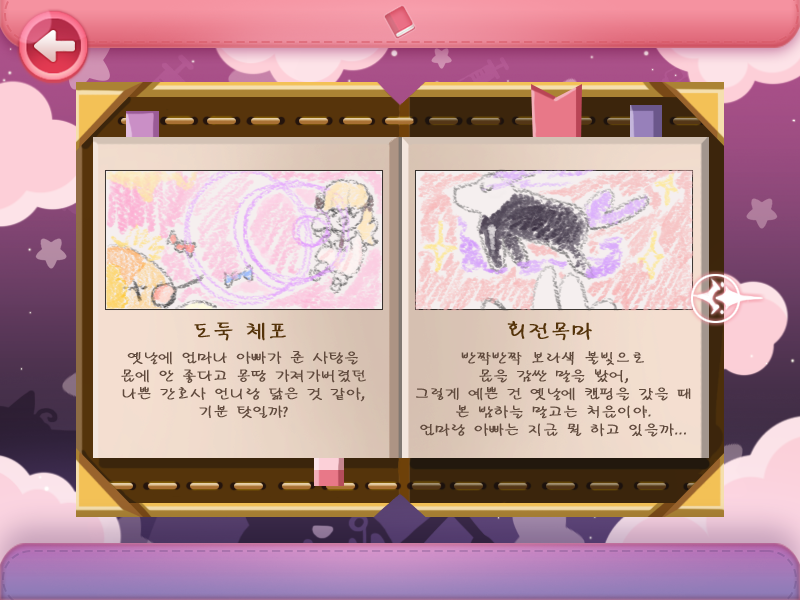 도둑 체포
옛날에 엄마나 아빠가 준 사탕을
몸에 안 좋다고 몽땅 가져가버렸던
나쁜 간호사 언니랑 닮은 것 같아,
기분 탓일까?
회전목마
반짝반짝 보라색 불빛으로
몸을 감싼 말을 봤어,
그렇게 예쁜 건 옛날에 캠핑을 갔을 때
본 밤하늘 말고는 처음이야.
엄마랑 아빠는 지금 뭘 하고 있을까...